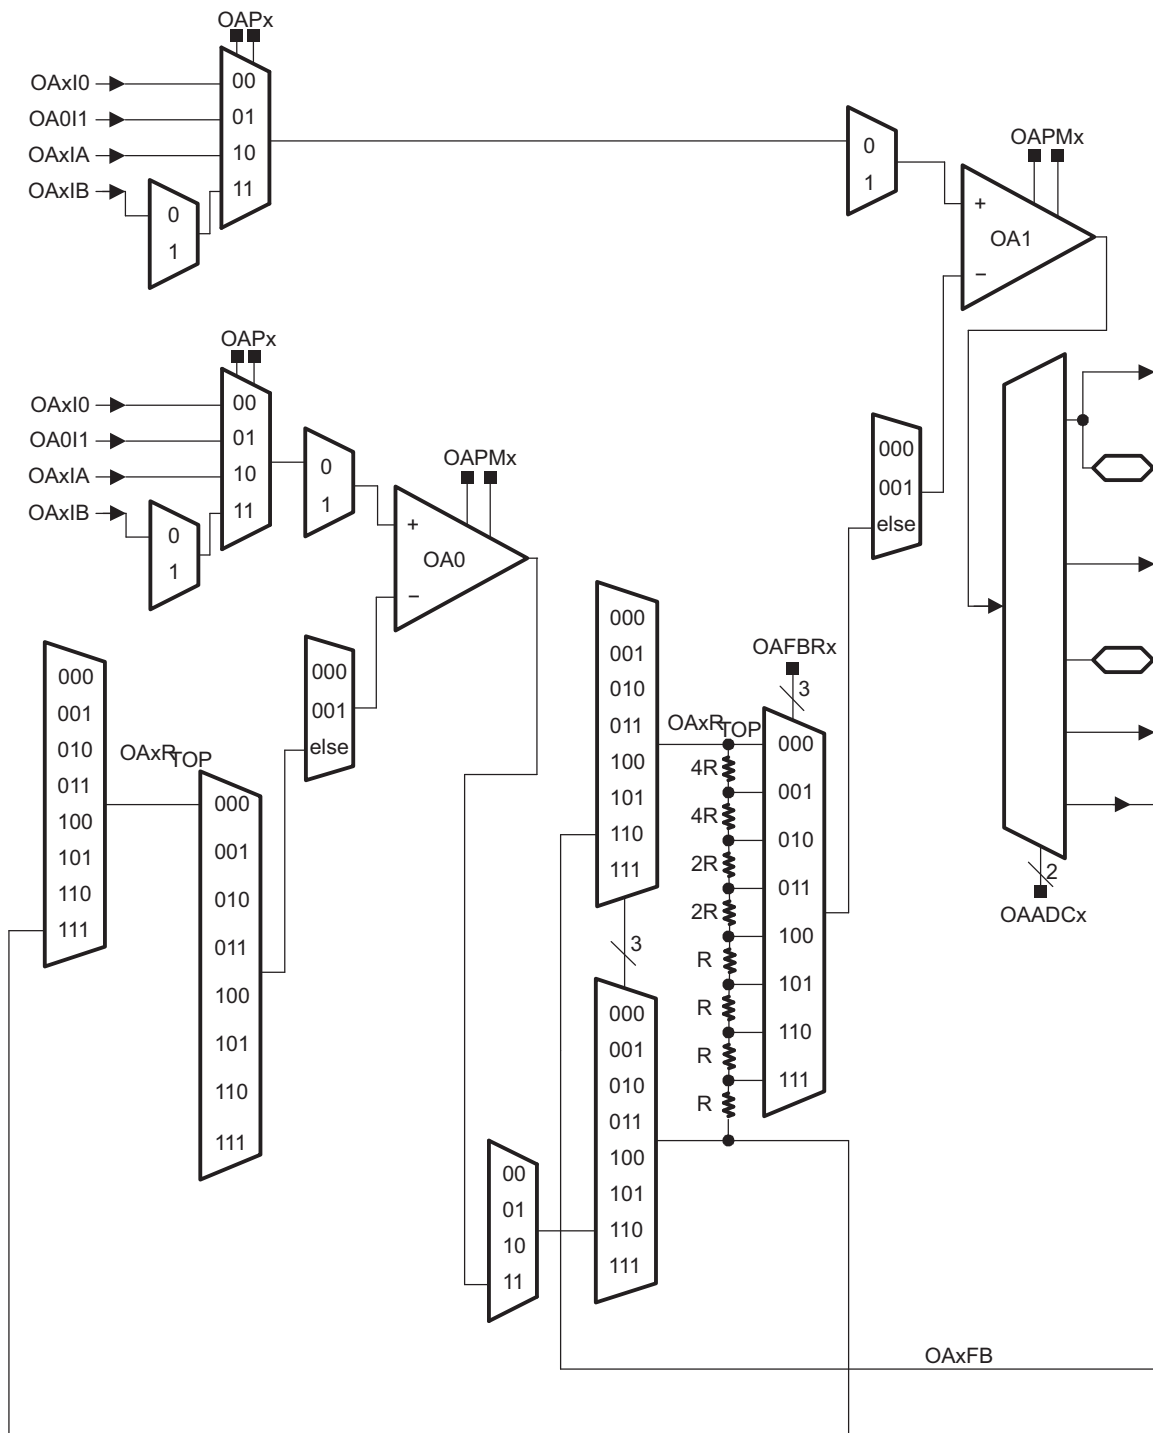 OAPx
OAxI0
00
OA0I1
01
OAxIA
10
OAxIB
11
0
1
0
1
OAPMx
+
OA1
−
OAPx
OAxI0
00
OA0I1
01
OAxIA
10
OAxIB
11
0
1
0
1
OAPMx
+
OA0
−
000
001
else
000
001
else
000
001
010
011
100
101
110
111
OAxRTOP
000
001
010
011
100
101
110
111
000
001
010
011
100
101
110
111
3
OAxRTOP
4R
4R
2R
2R
R
R
R
R
OAFBRx
3
000
001
010
011
100
101
110
111
2
OAADCx
000
001
010
011
100
101
110
111
00
01
10
11
OAxFB